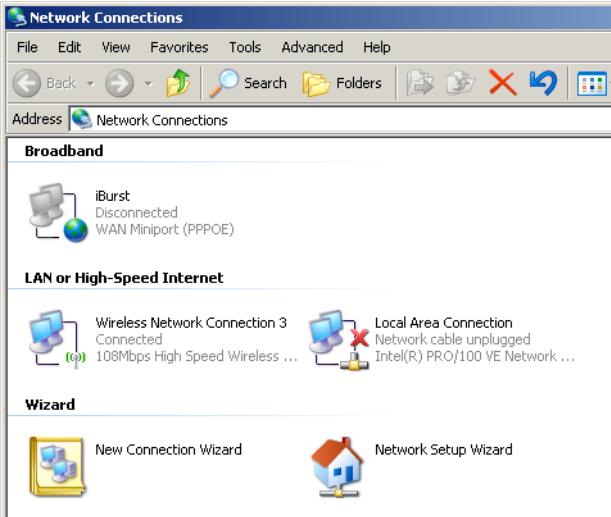 Network Connections
File Edit View Favorites Tools Advanced Help
Back Search Folders
Address Network Connections
Broadband
iBurst
Disconnected
WAN Miniport (PPPOE)
LAN or High-Speed Internet
Wireless Network Connection 3
Connected
108Mbps High Speed Wireless ...
Local Area Connection
Network cable unplugged
Intel(R) PRO/100 VE Network ...
Wizard
New Connection Wizard
Network Setup Wizard